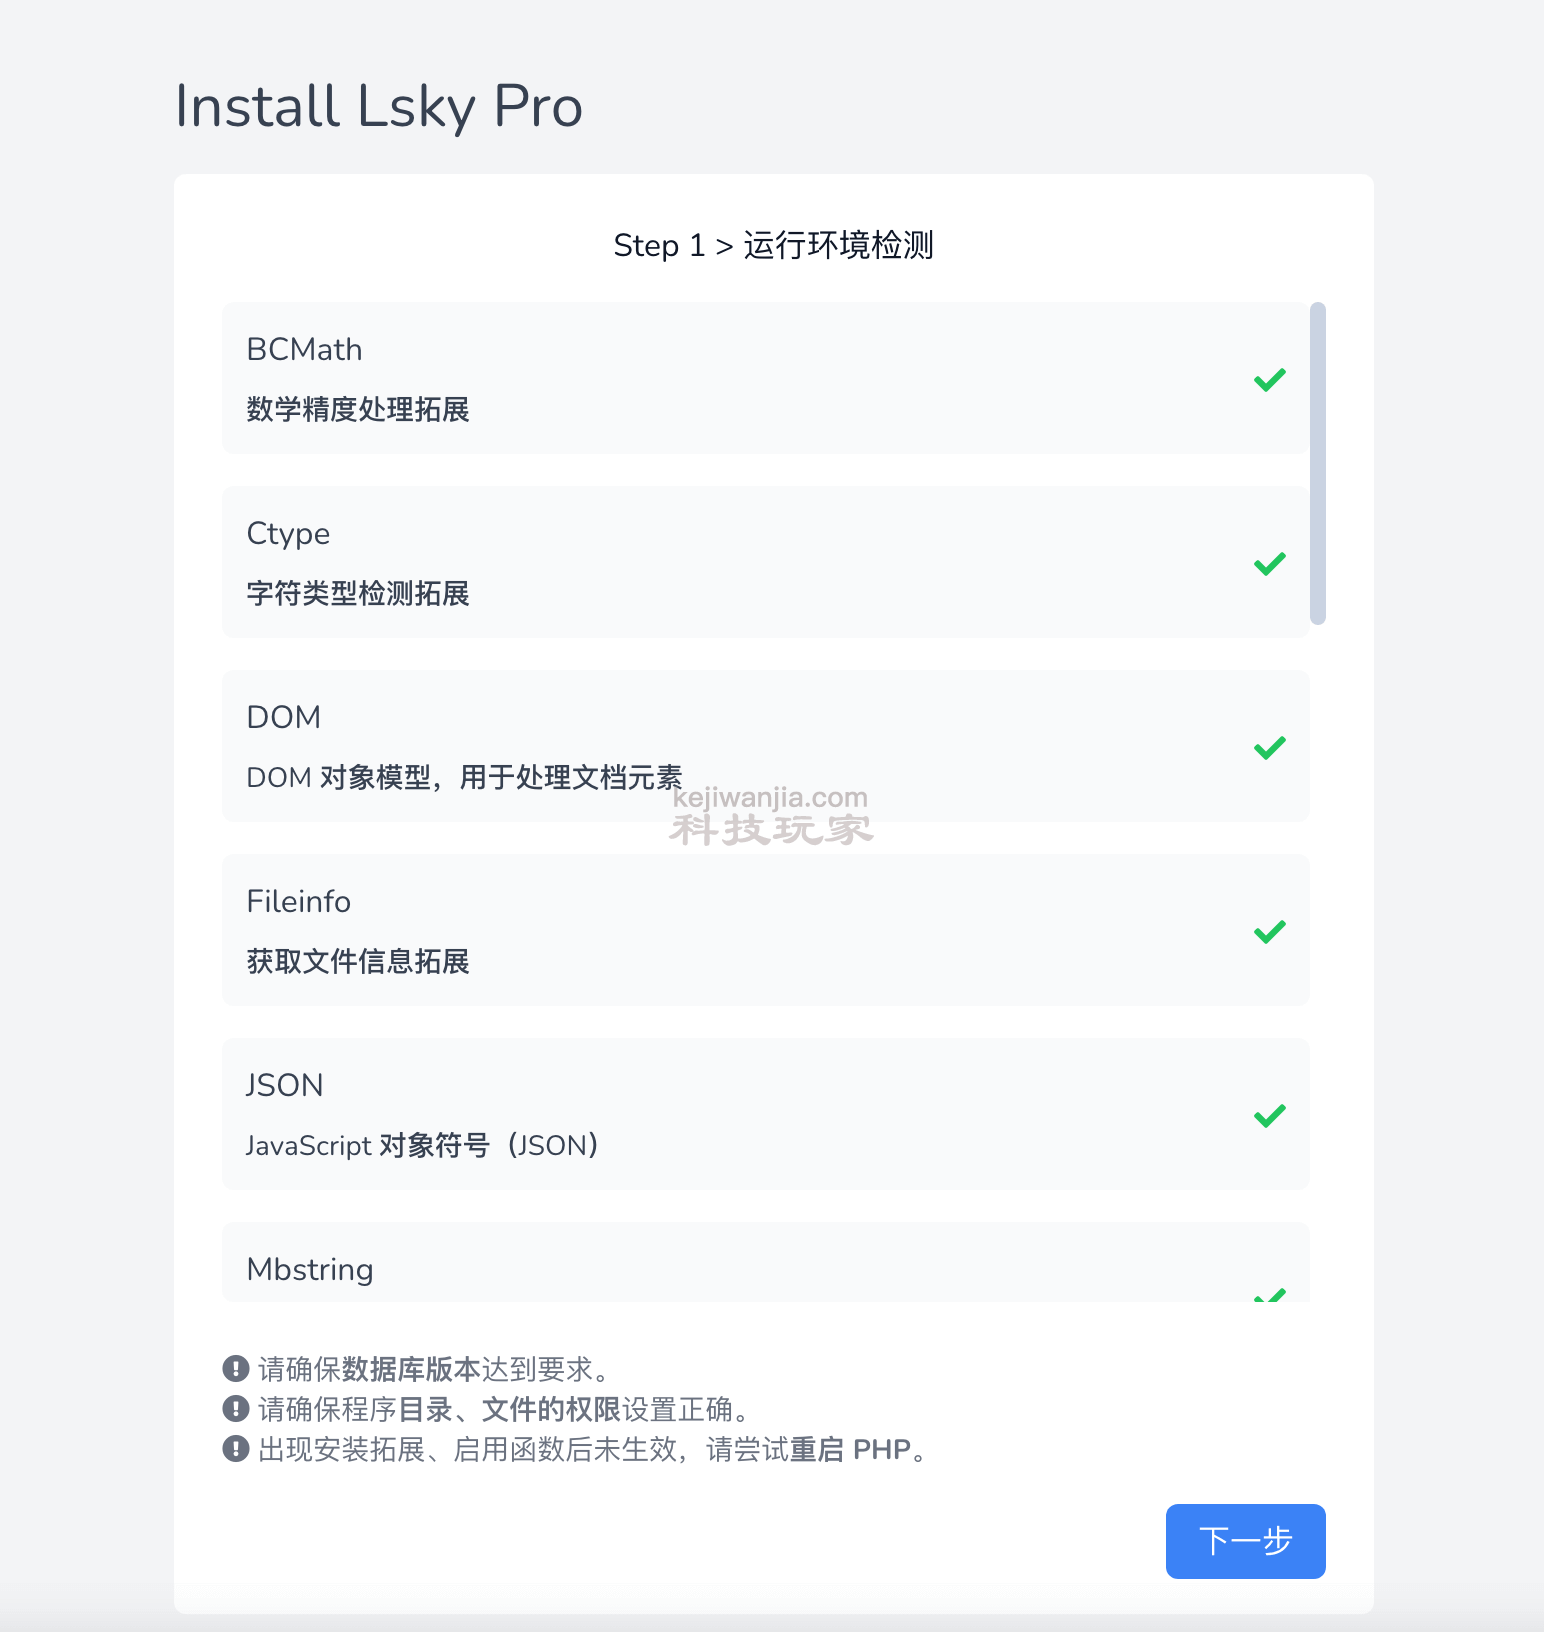 Install Lsky Pro
Step 1 > 运行环境检测
BCMath
数学精度处理拓展
Ctype
字符类型检测拓展
DOM
DOM 对象模型，用于处理文档元素
kejiwanjia.com
科技玩家
Fileinfo
获取文件信息拓展
JSON
JavaScript 对象符号（JSON）
Mbstring
请确保数据库版本达到要求。
请确保程序目录、文件的权限设置正确。
出现安装拓展、启用函数后未生效，请尝试重启 PHP。
下一步